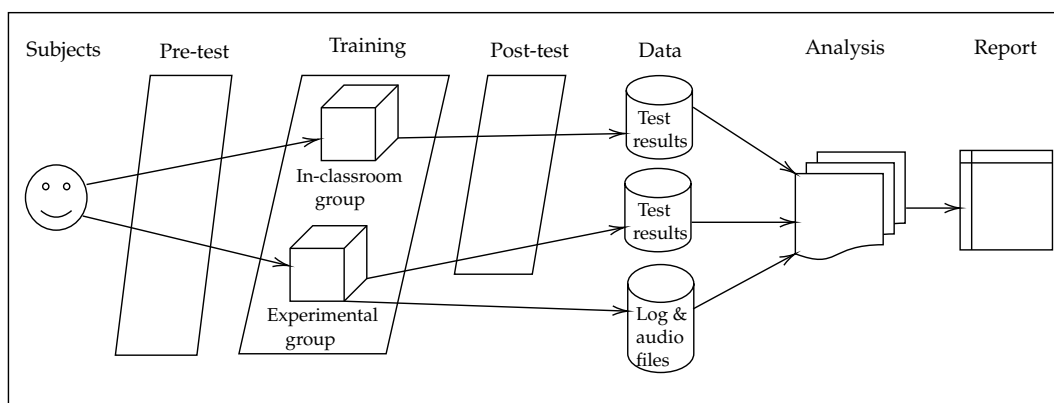 Subjects
Pre-test
Training
Post-test
Data
Analysis
Report
In-classroom
group
Experimental
group
Test
results
Test
results
Log &
audio
files